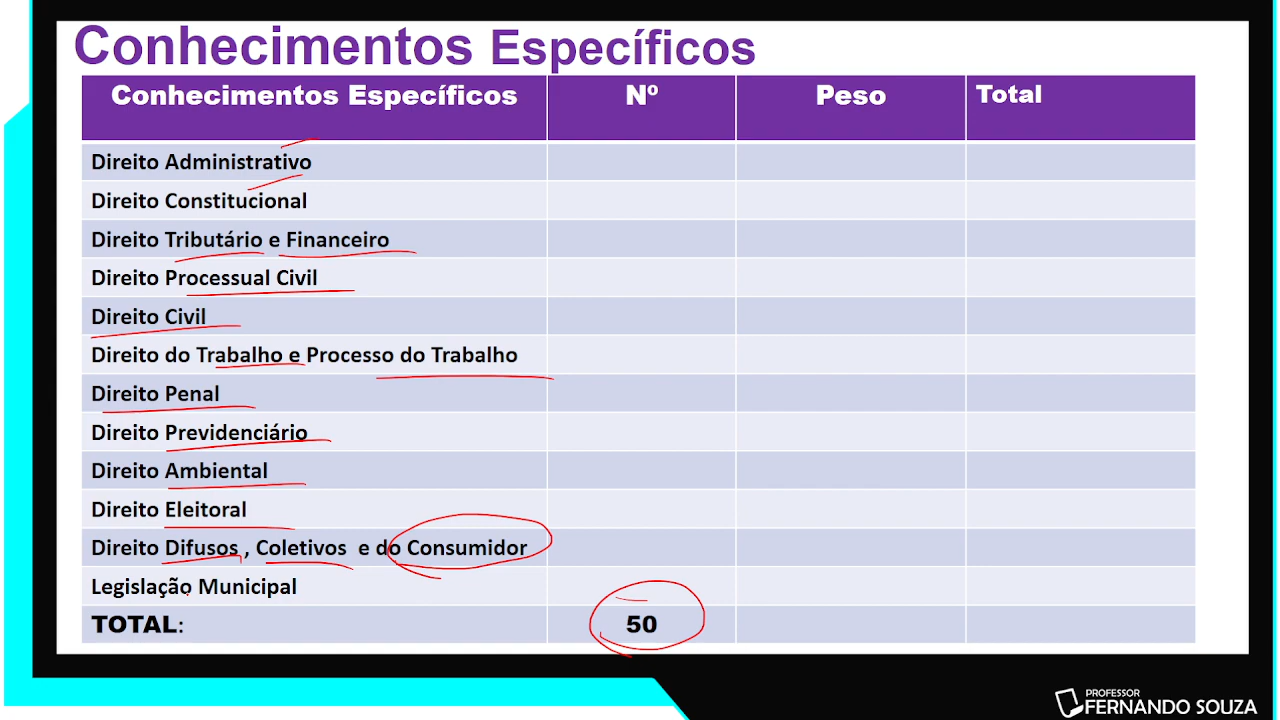 Conhecimentos Específicos
Conhecimentos Específicos Nº Peso Total
Direito Administrativo
Direito Constitucional
Direito Tributário e Financeiro
Direito Processual Civil
Direito Civil
Direito do Trabalho e Processo do Trabalho
Direito Penal
Direito Previdenciário
Direito Ambiental
Direito Eleitoral
Direito Difusos , Coletivos e do Consumidor
Legislação Municipal
TOTAL: 50
PROFESSOR
FERNANDO SOUZA